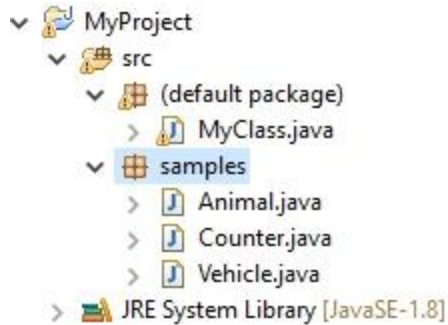 MyProject
src
(default package)
MyClass.java
samples
Animal.java
Counter.java
Vehicle.java
JRE System Library [JavaSE-1.8]